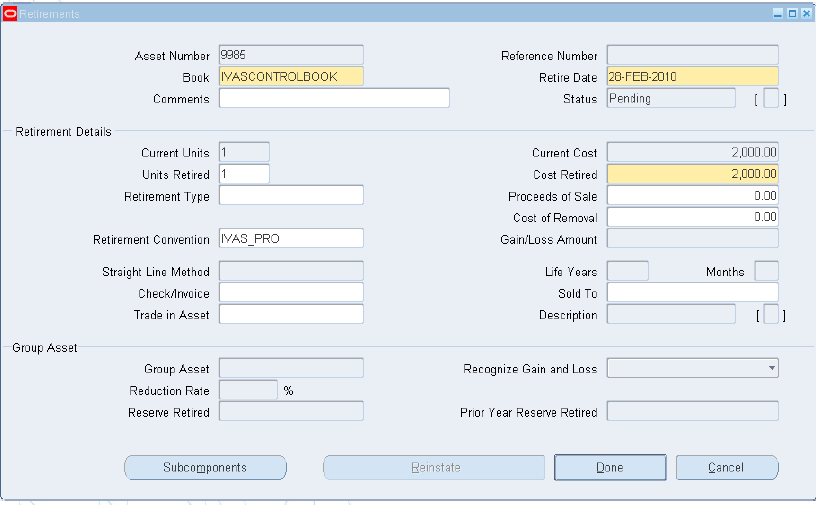 Retirements
Asset Number 9985 Reference Number
Book IVASCONTROLBOOK Retire Date 28-FEB-2010
Comments Status Pending [ ]
Retirement Details
Current Units 1 Current Cost 2,000.00
Units Retired 1 Cost Retired 2,000.00
Retirement Type Proceeds of Sale 0.00
Cost of Removal 0.00
Retirement Convention IVAS_PRO Gain/Loss Amount
Straight Line Method Life Years Months
Check/Invoice Sold To
Trade in Asset Description [ ]
Group Asset
Group Asset Recognize Gain and Loss
Reduction Rate %
Reserve Retired Prior Year Reserve Retired
Subcomponents Reinstate Done Cancel